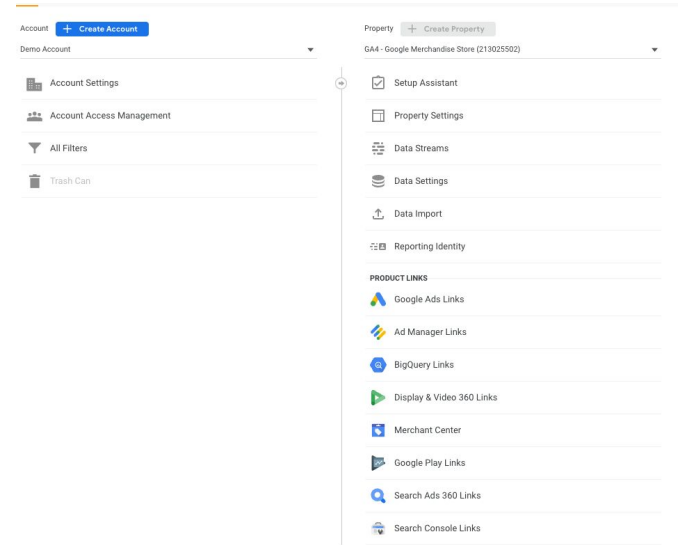 Account + Create Account
Demo Account
Account Settings
Account Access Management
All Filters
Trash Can
Property + Create Property
GA4 - Google Merchandise Store (213025502)
Setup Assistant
Property Settings
Data Streams
Data Settings
Data Import
Reporting Identity
PRODUCT LINKS
Google Ads Links
Ad Manager Links
BigQuery Links
Display & Video 360 Links
Merchant Center
Google Play Links
Search Ads 360 Links
Search Console Links